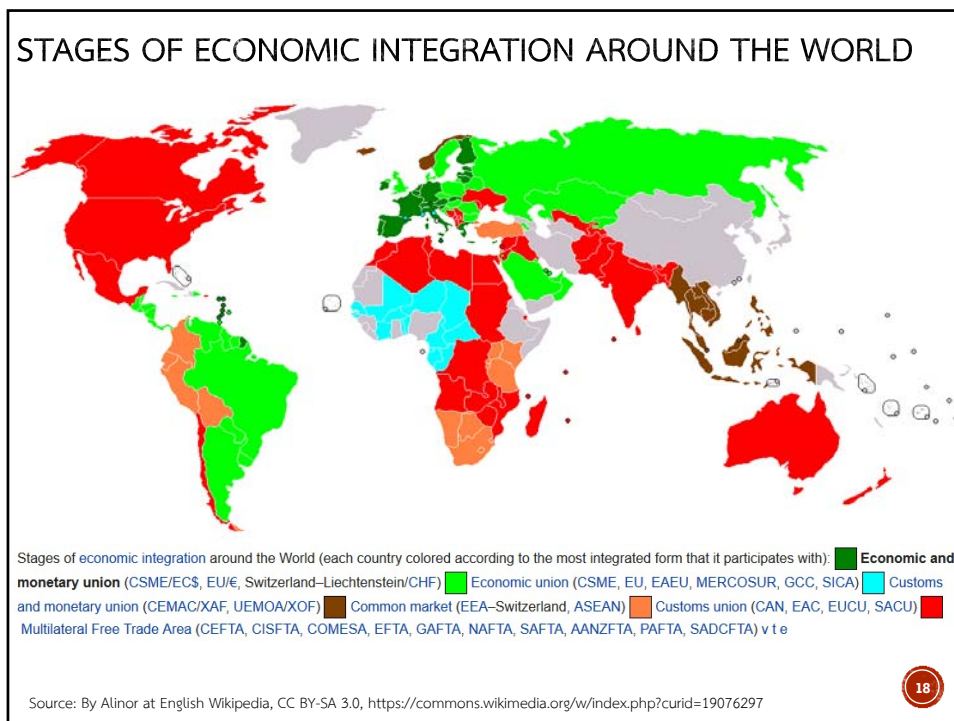 STAGES OF ECONOMIC INTEGRATION AROUND THE WORLD
Stages of economic integration around the World (each country colored according to the most integrated form that it participates with): Economic and
monetary union (CSME/EC$, EU/€, Switzerland–Liechtenstein/CHF) Economic union (CSME, EU, EAEU, MERCOSUR, GCC, SICA) Customs
and monetary union (CEMAC/XAF, UEMOA/XOF) Common market (EEA–Switzerland, ASEAN) Customs union (CAN, EAC, EUCU, SACU)
Multilateral Free Trade Area (CEFTA, CISFTA, COMESA, EFTA, GAFTA, NAFTA, SAFTA, AANZFTA, PAFTA, SADCFTA) v t e
Source: By Alinor at English Wikipedia, CC BY-SA 3.0, https://commons.wikimedia.org/w/index.php?curid=19076297
18